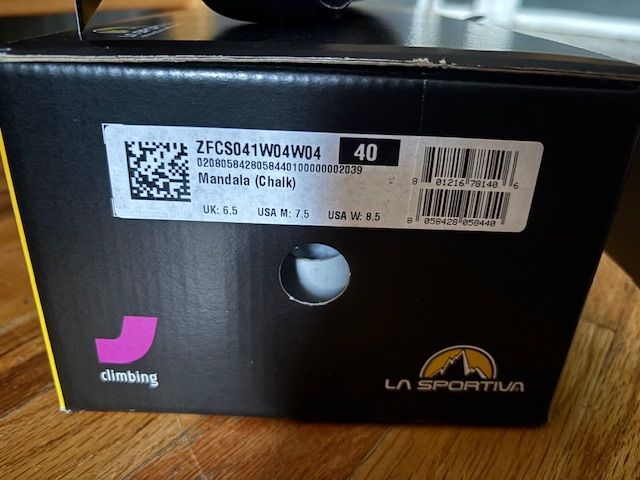 ZFCS041W04W04 40
0208058428058440100000002039
Mandala (Chalk)
UK: 6.5 USA M: 7.5 USA W: 8.5
8 01216 78140 6
8 058428 058440
climbing
LA SPORTIVA